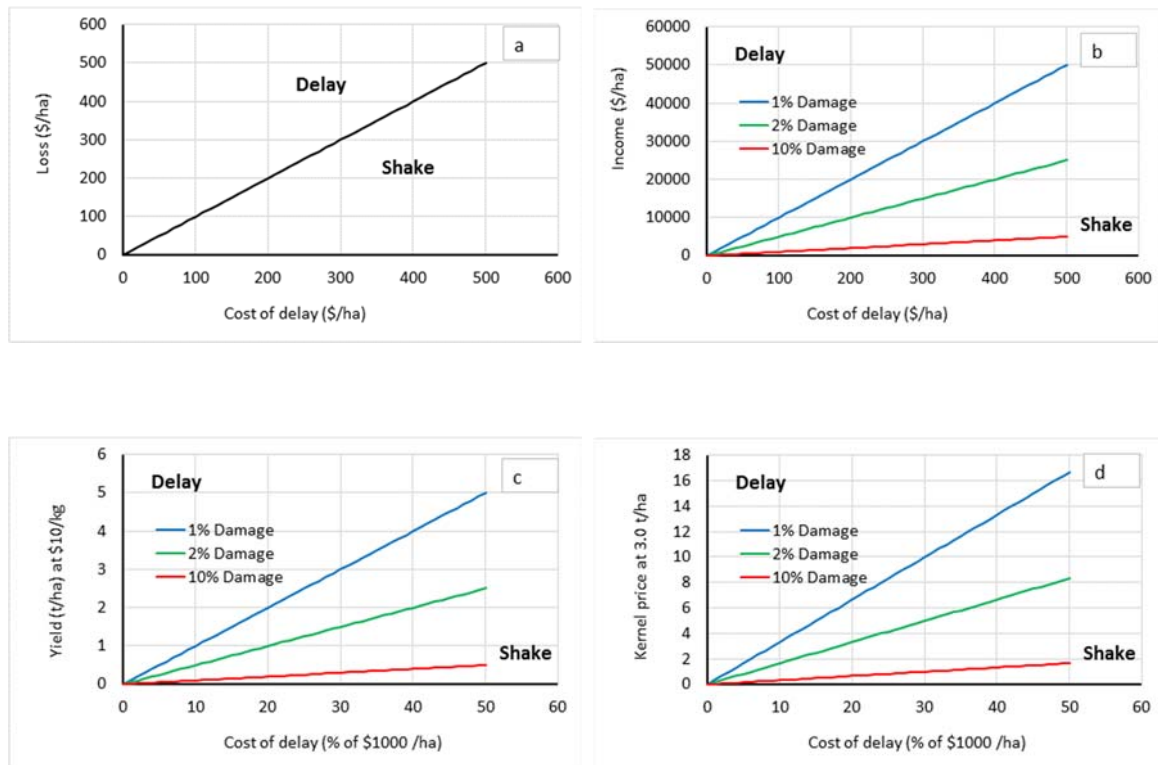 a
600
500
400
300
200
100
0
Loss ($/ha)
Delay
Shake
0 100 200 300 400 500 600
Cost of delay ($/ha)
b
60000
50000
40000
30000
20000
10000
0
Income ($/ha)
Delay
1% Damage
2% Damage
10% Damage
Shake
0 100 200 300 400 500 600
Cost of delay ($/ha)
c
6
5
4
3
2
1
0
Yield (t/ha) at $10/kg
Delay
1% Damage
2% Damage
10% Damage
Shake
0 10 20 30 40 50 60
Cost of delay (% of $1000 /ha)
d
18
16
14
12
10
8
6
4
2
0
Kernel price at 3.0 t/ha
Delay
1% Damage
2% Damage
10% Damage
Shake
0 10 20 30 40 50 60
Cost of delay (% of $1000 /ha)